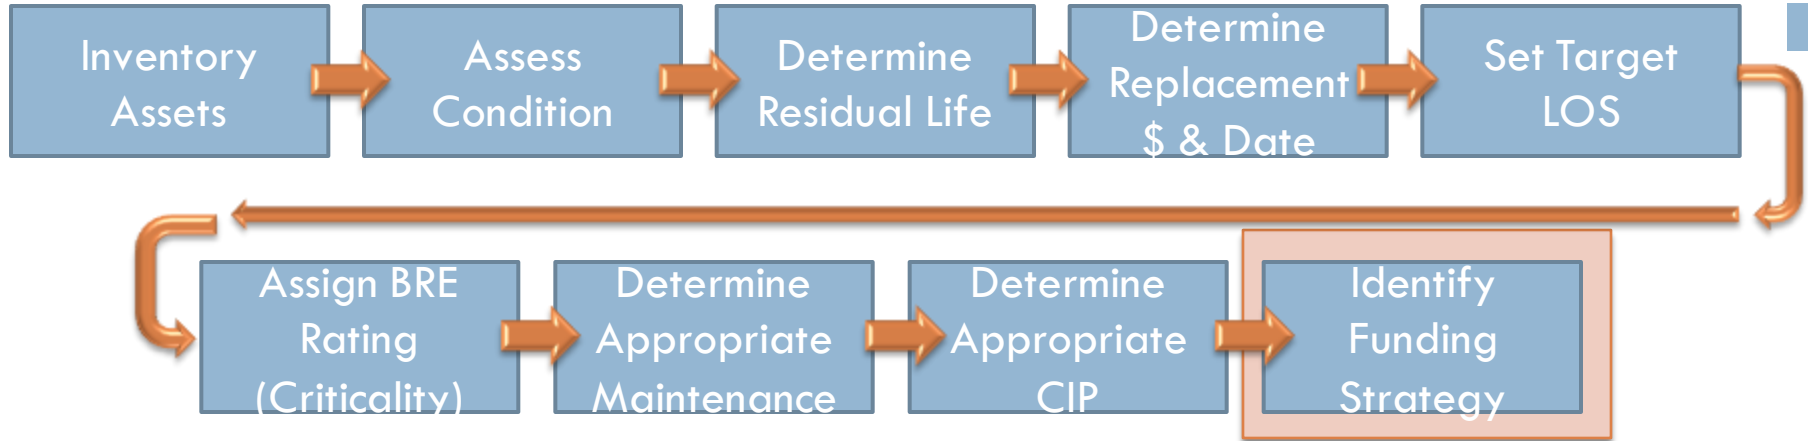 Inventory
Assets
Assess
Condition
Determine
Residual Life
Determine
Replacement
$ & Date
Set Target
LOS
Assign BRE
Rating
(Criticality)
Determine
Appropriate
Maintenance
Determine
Appropriate
CIP
Identify
Funding
Strategy